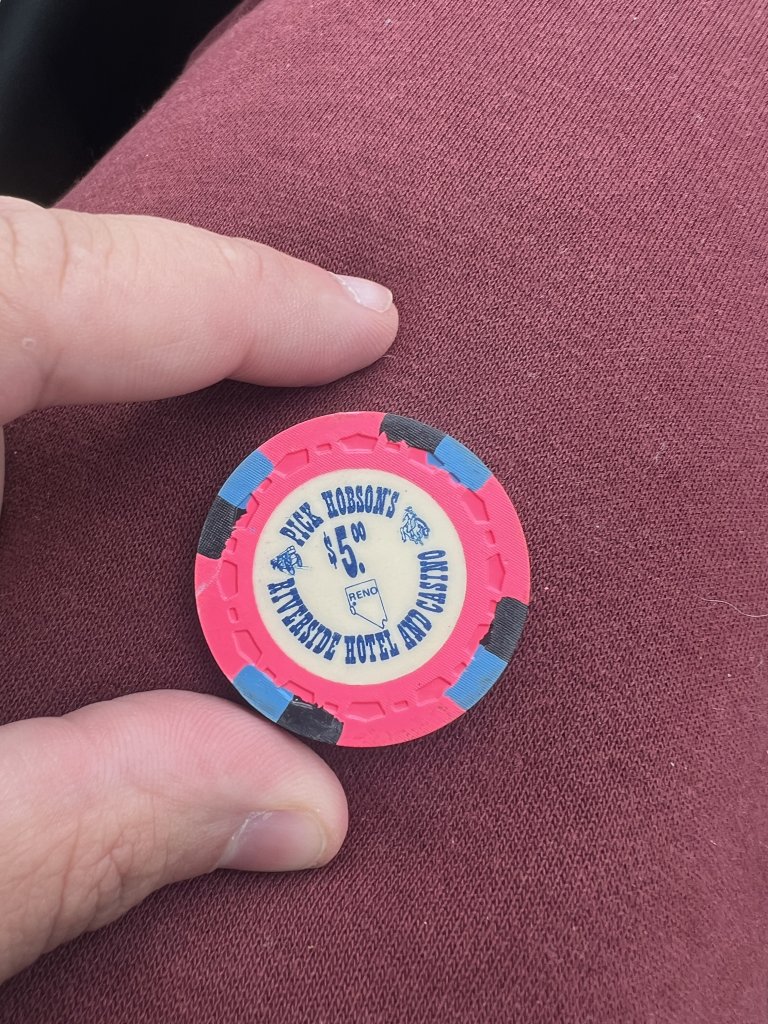 PICK HOBSON'S
$5.00
RENO
RIVERSIDE HOTEL AND CASINO